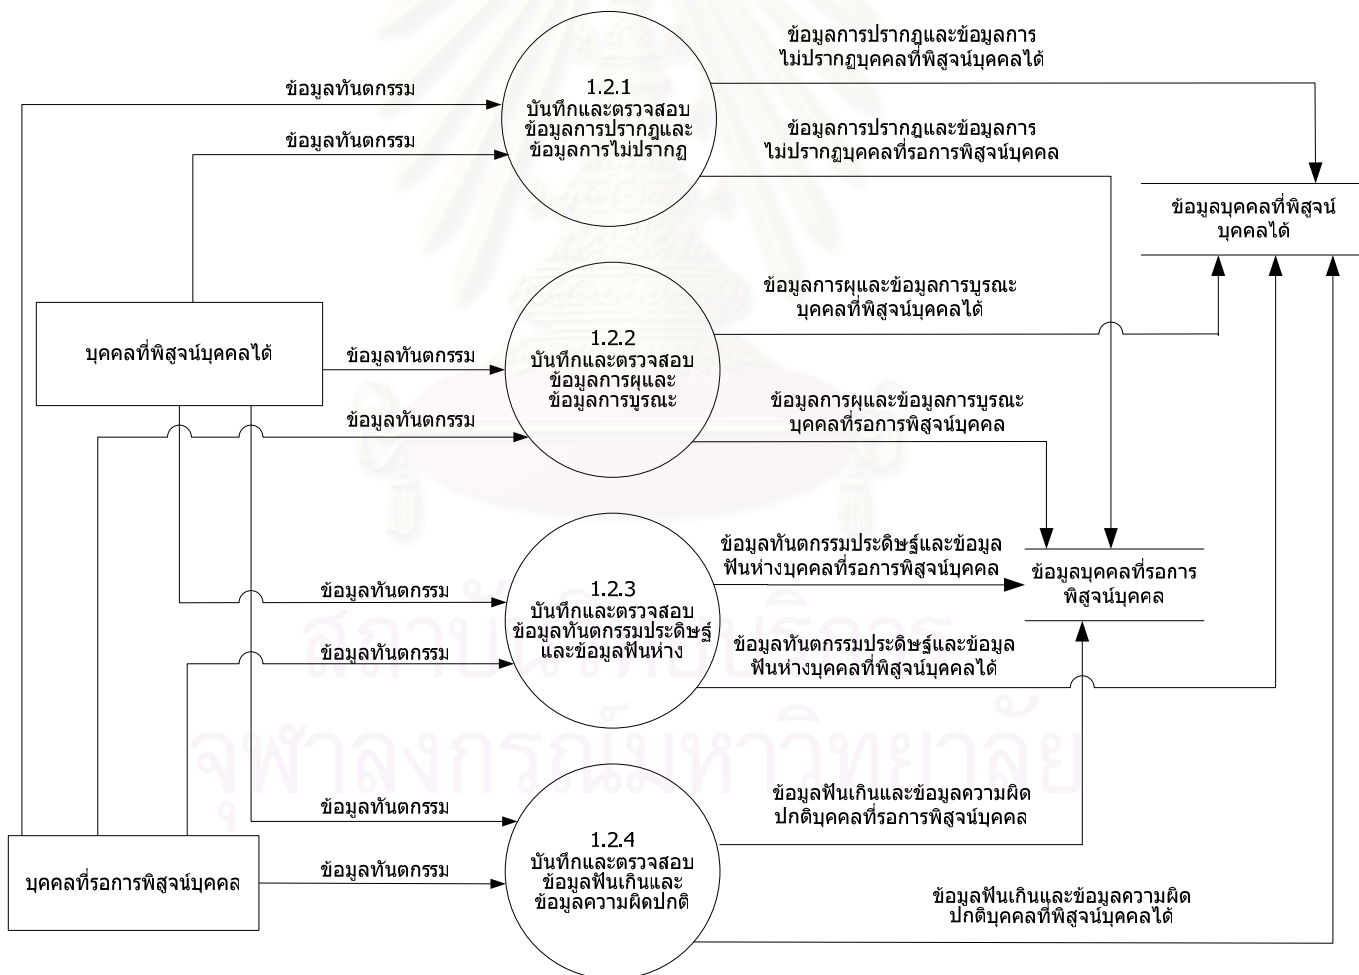 ข้อมูลการปรากฏและข้อมูลการ
ไม่ปรากฏบุคคลที่พิสูจน์บุคคลได้
1.2.1
บันทึกและตรวจสอบ
ข้อมูลการปรากฏและ
ข้อมูลการไม่ปรากฏ
ข้อมูลทันตกรรม
ข้อมูลทันตกรรม
ข้อมูลการปรากฏและข้อมูลการ
ไม่ปรากฏบุคคลที่รอการพิสูจน์บุคคล
ข้อมูลบุคคลที่พิสูจน์
บุคคลได้
บุคคลที่พิสูจน์บุคคลได้
ข้อมูลทันตกรรม
ข้อมูลทันตกรรม
1.2.2
บันทึกและตรวจสอบ
ข้อมูลการผุและ
ข้อมูลการบูรณะ
ข้อมูลการผุและข้อมูลการบูรณะ
บุคคลที่พิสูจน์บุคคลได้
ข้อมูลการผุและข้อมูลการบูรณะ
บุคคลที่รอการพิสูจน์บุคคล
ข้อมูลทันตกรรม
ข้อมูลทันตกรรม
1.2.3
บันทึกและตรวจสอบ
ข้อมูลทันตกรรมประดิษฐ์
และข้อมูลฟันห่าง
ข้อมูลทันตกรรมประดิษฐ์และข้อมูล
ฟันห่างบุคคลที่รอการพิสูจน์บุคคล
ข้อมูลบุคคลที่รอการ
พิสูจน์บุคคล
ข้อมูลทันตกรรมประดิษฐ์และข้อมูล
ฟันห่างบุคคลที่พิสูจน์บุคคลได้
สถาบันวิทยบริการ
จุฬาลงกรณ์มหาวิทยาลัย
บุคคลที่รอการพิสูจน์บุคคล
ข้อมูลทันตกรรม
ข้อมูลทันตกรรม
1.2.4
บันทึกและตรวจสอบ
ข้อมูลฟันเกินและ
ข้อมูลความผิดปกติ
ข้อมูลฟันเกินและข้อมูลความผิด
ปกติบุคคลที่รอการพิสูจน์บุคคล
ข้อมูลฟันเกินและข้อมูลความผิด
ปกติบุคคลที่พิสูจน์บุคคลได้